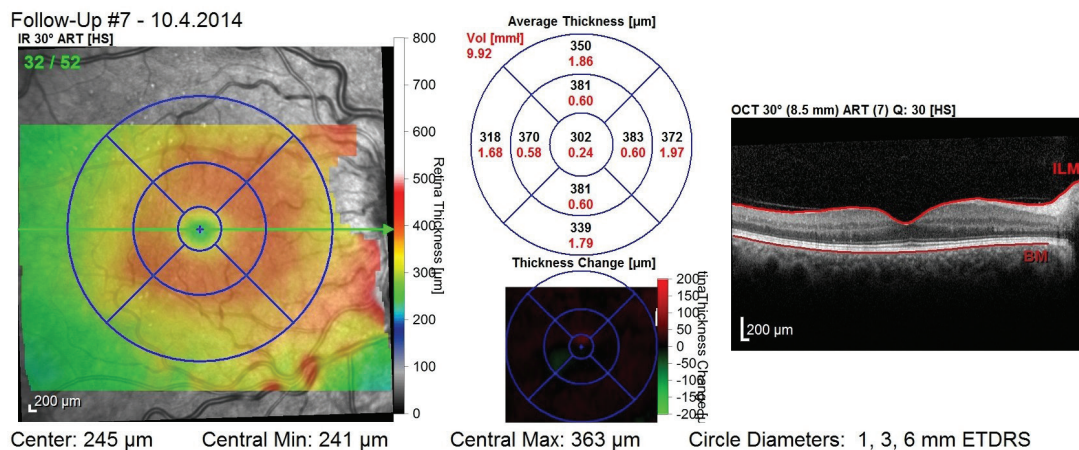 Follow-Up #7 - 10.4.2014
IR 30° ART [HS]
32 / 52
200 µm
800
700
600
500
400
300
200
100
0
Retina Thickness [µm]
Average Thickness [µm]
Vol [mm³]
9.92
350
1.86
381
0.60
318 370 302 383 372
1.68 0.58 0.24 0.60 1.97
381
0.60
339
1.79
Thickness Change [µm]
200
150
100
50
0
-50
-100
-150
-200
tina Thickness Change
OCT 30° (8.5 mm) ART (7) Q: 30 [HS]
ILM
BM
200 µm
Center: 245 µm Central Min: 241 µm Central Max: 363 µm Circle Diameters: 1, 3, 6 mm ETDRS